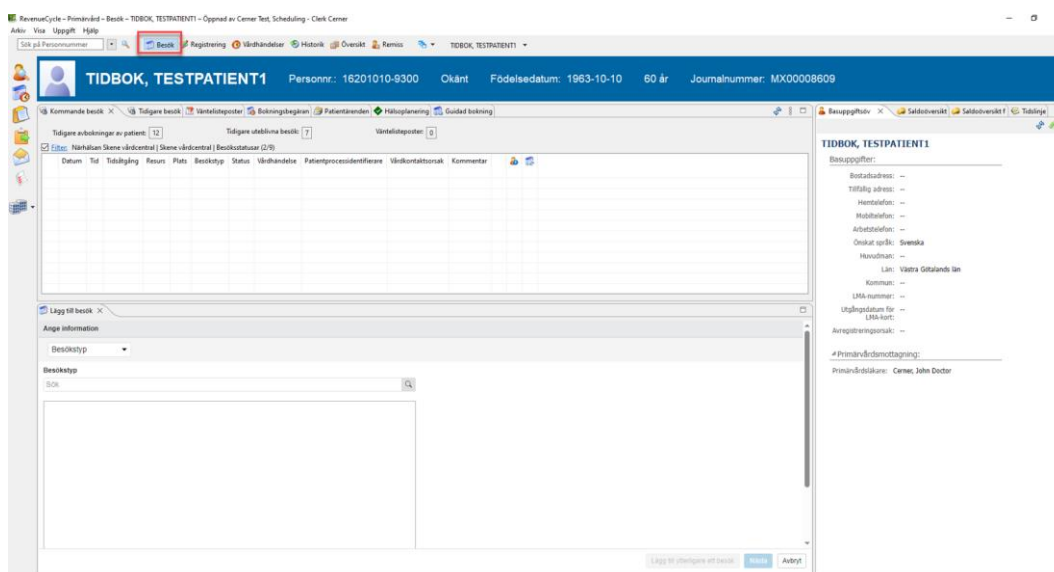 RevenueCycle – Primärvård – Besök – TIDBOK, TESTPATIENT1 – Öppnad av Cerner Test, Scheduling - Clerk Cerner
Arkiv Visa Uppgift Hjälp
Sök på Personnummer Besök Registrering Vårdhändelser Historik Översikt Remiss TIDBOK, TESTPATIENT1
TIDBOK, TESTPATIENT1 Personnr.: 16201010-9300 Okänt Födelsedatum: 1963-10-10 60 år Journalnummer: MX00008609
Kommande besök Tidigare besök Väntelisteposter Bokningsbegäran Patientärenden Hälsoplanering Guidad bokning
Tidigare avbokningar av patient: 12 Tidigare uteblivna besök: 7 Väntelisteposter: 0
Filter: Närhälsan Skene vårdcentral | Skene vårdcentral | Besöksstatusar (2/9)
Datum Tid Tidsåtgång Resurs Plats Besökstyp Status Vårdhändelse Patientprocessidentifierare Vårdkontaktsorsak Kommentar
Lägg till besök
Ange information
Besökstyp
Besökstyp
Sök
Lägg till ytterligare ett besök Nästa Avbryt
Basuppgiftsöv Saldoöversikt Saldoöversikt f Tidslinje
TIDBOK, TESTPATIENT1
Basuppgifter:
Bostadsadress: --
Tillfällig adress: --
Hemtelefon: --
Mobiltelefon: --
Arbetstelefon: --
Önskat språk: Svenska
Huvudman: --
Län: Västra Götalands län
Kommun: --
LMA-nummer: --
Utgångsdatum för --
LMA-kort:
Avregistreringsorsak: --
Primärvårdsmottagning:
Primärvårdsläkare: Cerner, John Doctor